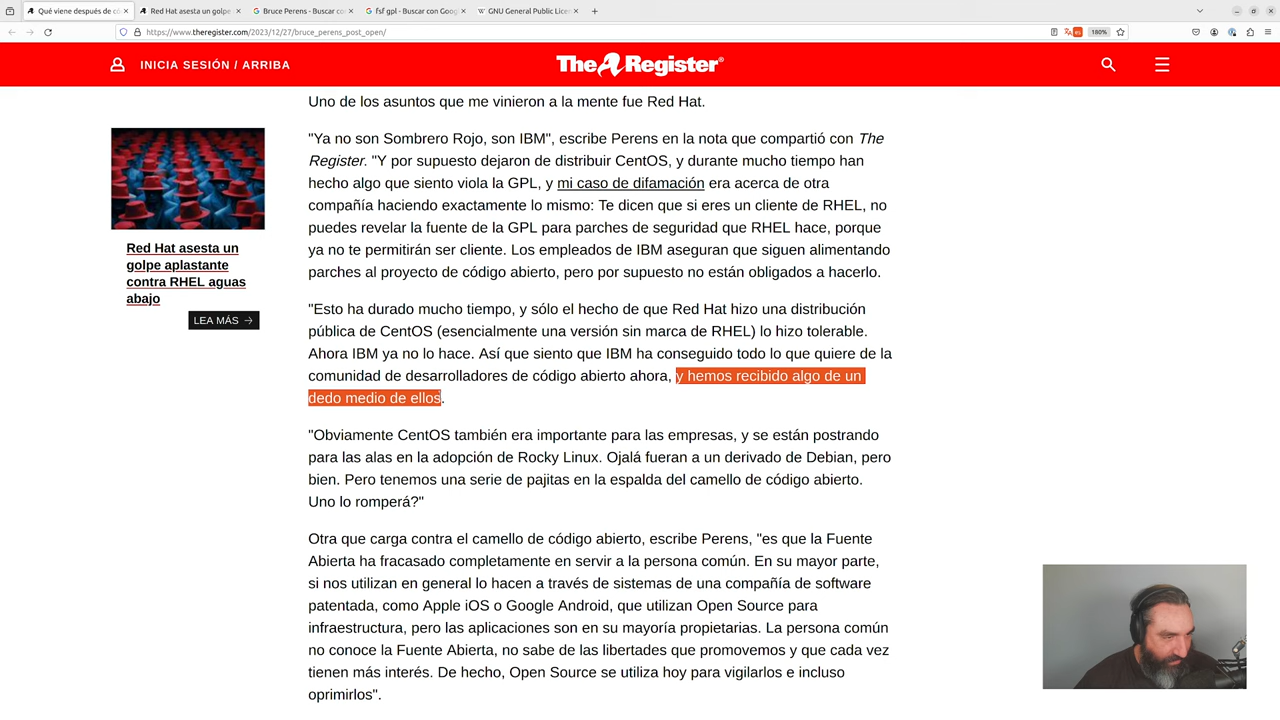 Qué viene después de có
Red Hat asesta un golpe
Bruce Perens - Buscar co
fsf gpl - Buscar con Goog
GNU General Public Licen
https://www.theregister.com/2023/12/27/bruce_perens_post_open/
180%
INICIA SESIÓN / ARRIBA
The Register
Uno de los asuntos que me vinieron a la mente fue Red Hat.
"Ya no son Sombrero Rojo, son IBM", escribe Perens en la nota que compartió con The
Register. "Y por supuesto dejaron de distribuir CentOS, y durante mucho tiempo han
hecho algo que siento viola la GPL, y mi caso de difamación era acerca de otra
compañía haciendo exactamente lo mismo: Te dicen que si eres un cliente de RHEL, no
puedes revelar la fuente de la GPL para parches de seguridad que RHEL hace, porque
ya no te permitirán ser cliente. Los empleados de IBM aseguran que siguen alimentando
parches al proyecto de código abierto, pero por supuesto no están obligados a hacerlo.
Red Hat asesta un
golpe aplastante
contra RHEL aguas
abajo
LEA MÁS →
"Esto ha durado mucho tiempo, y sólo el hecho de que Red Hat hizo una distribución
pública de CentOS (esencialmente una versión sin marca de RHEL) lo hizo tolerable.
Ahora IBM ya no lo hace. Así que siento que IBM ha conseguido todo lo que quiere de la
comunidad de desarrolladores de código abierto ahora, y hemos recibido algo de un
dedo medio de ellos.
"Obviamente CentOS también era importante para las empresas, y se están postrando
para las alas en la adopción de Rocky Linux. Ojalá fueran a un derivado de Debian, pero
bien. Pero tenemos una serie de pajitas en la espalda del camello de código abierto.
Uno lo romperá?"
Otra que carga contra el camello de código abierto, escribe Perens, "es que la Fuente
Abierta ha fracasado completamente en servir a la persona común. En su mayor parte,
si nos utilizan en general lo hacen a través de sistemas de una compañía de software
patentada, como Apple iOS o Google Android, que utilizan Open Source para
infraestructura, pero las aplicaciones son en su mayoría propietarias. La persona común
no conoce la Fuente Abierta, no sabe de las libertades que promovemos y que cada vez
tienen más interés. De hecho, Open Source se utiliza hoy para vigilarlos e incluso
oprimirlos".